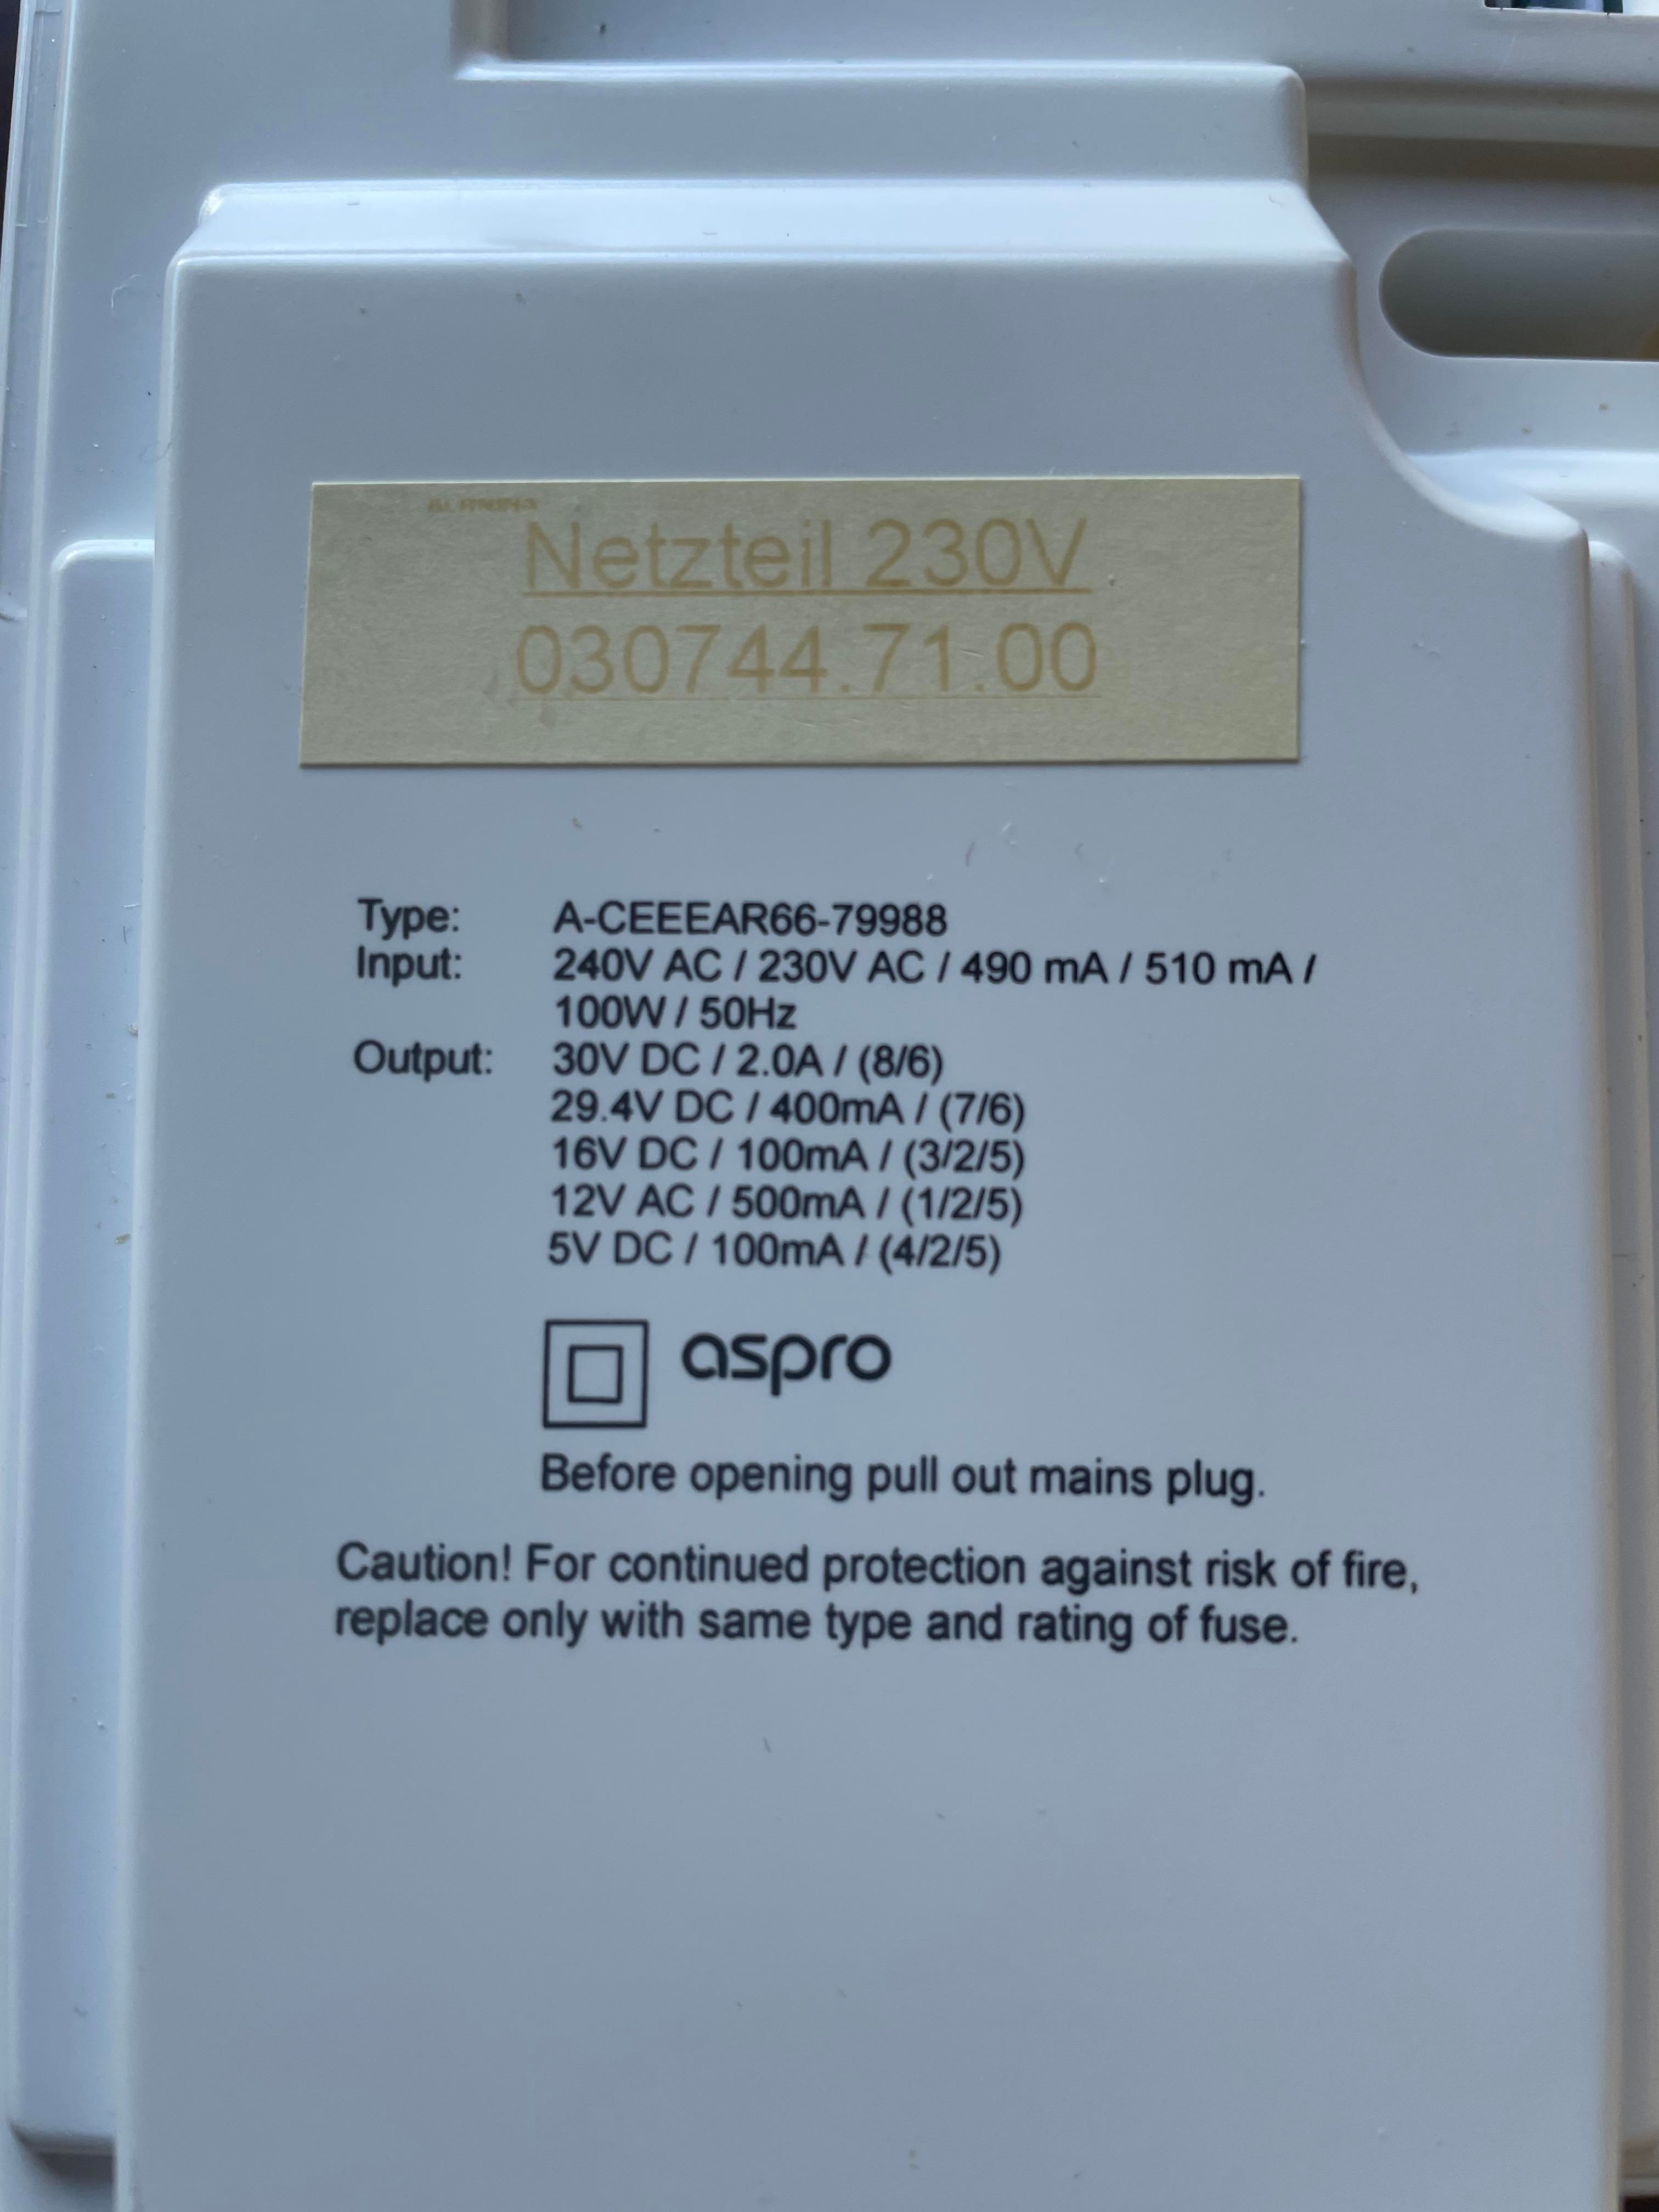 Netzteil 230V
030744.71.00
Type: A-CEEEAR66-79988
Input: 240V AC / 230V AC / 490 mA / 510 mA /
100W / 50Hz
Output: 30V DC / 2.0A / (8/6)
29.4V DC / 400mA / (7/6)
16V DC / 100mA / (3/2/5)
12V AC / 500mA / (1/2/5)
5V DC / 100mA / (4/2/5)
aspro
Before opening pull out mains plug.
Caution! For continued protection against risk of fire,
replace only with same type and rating of fuse.